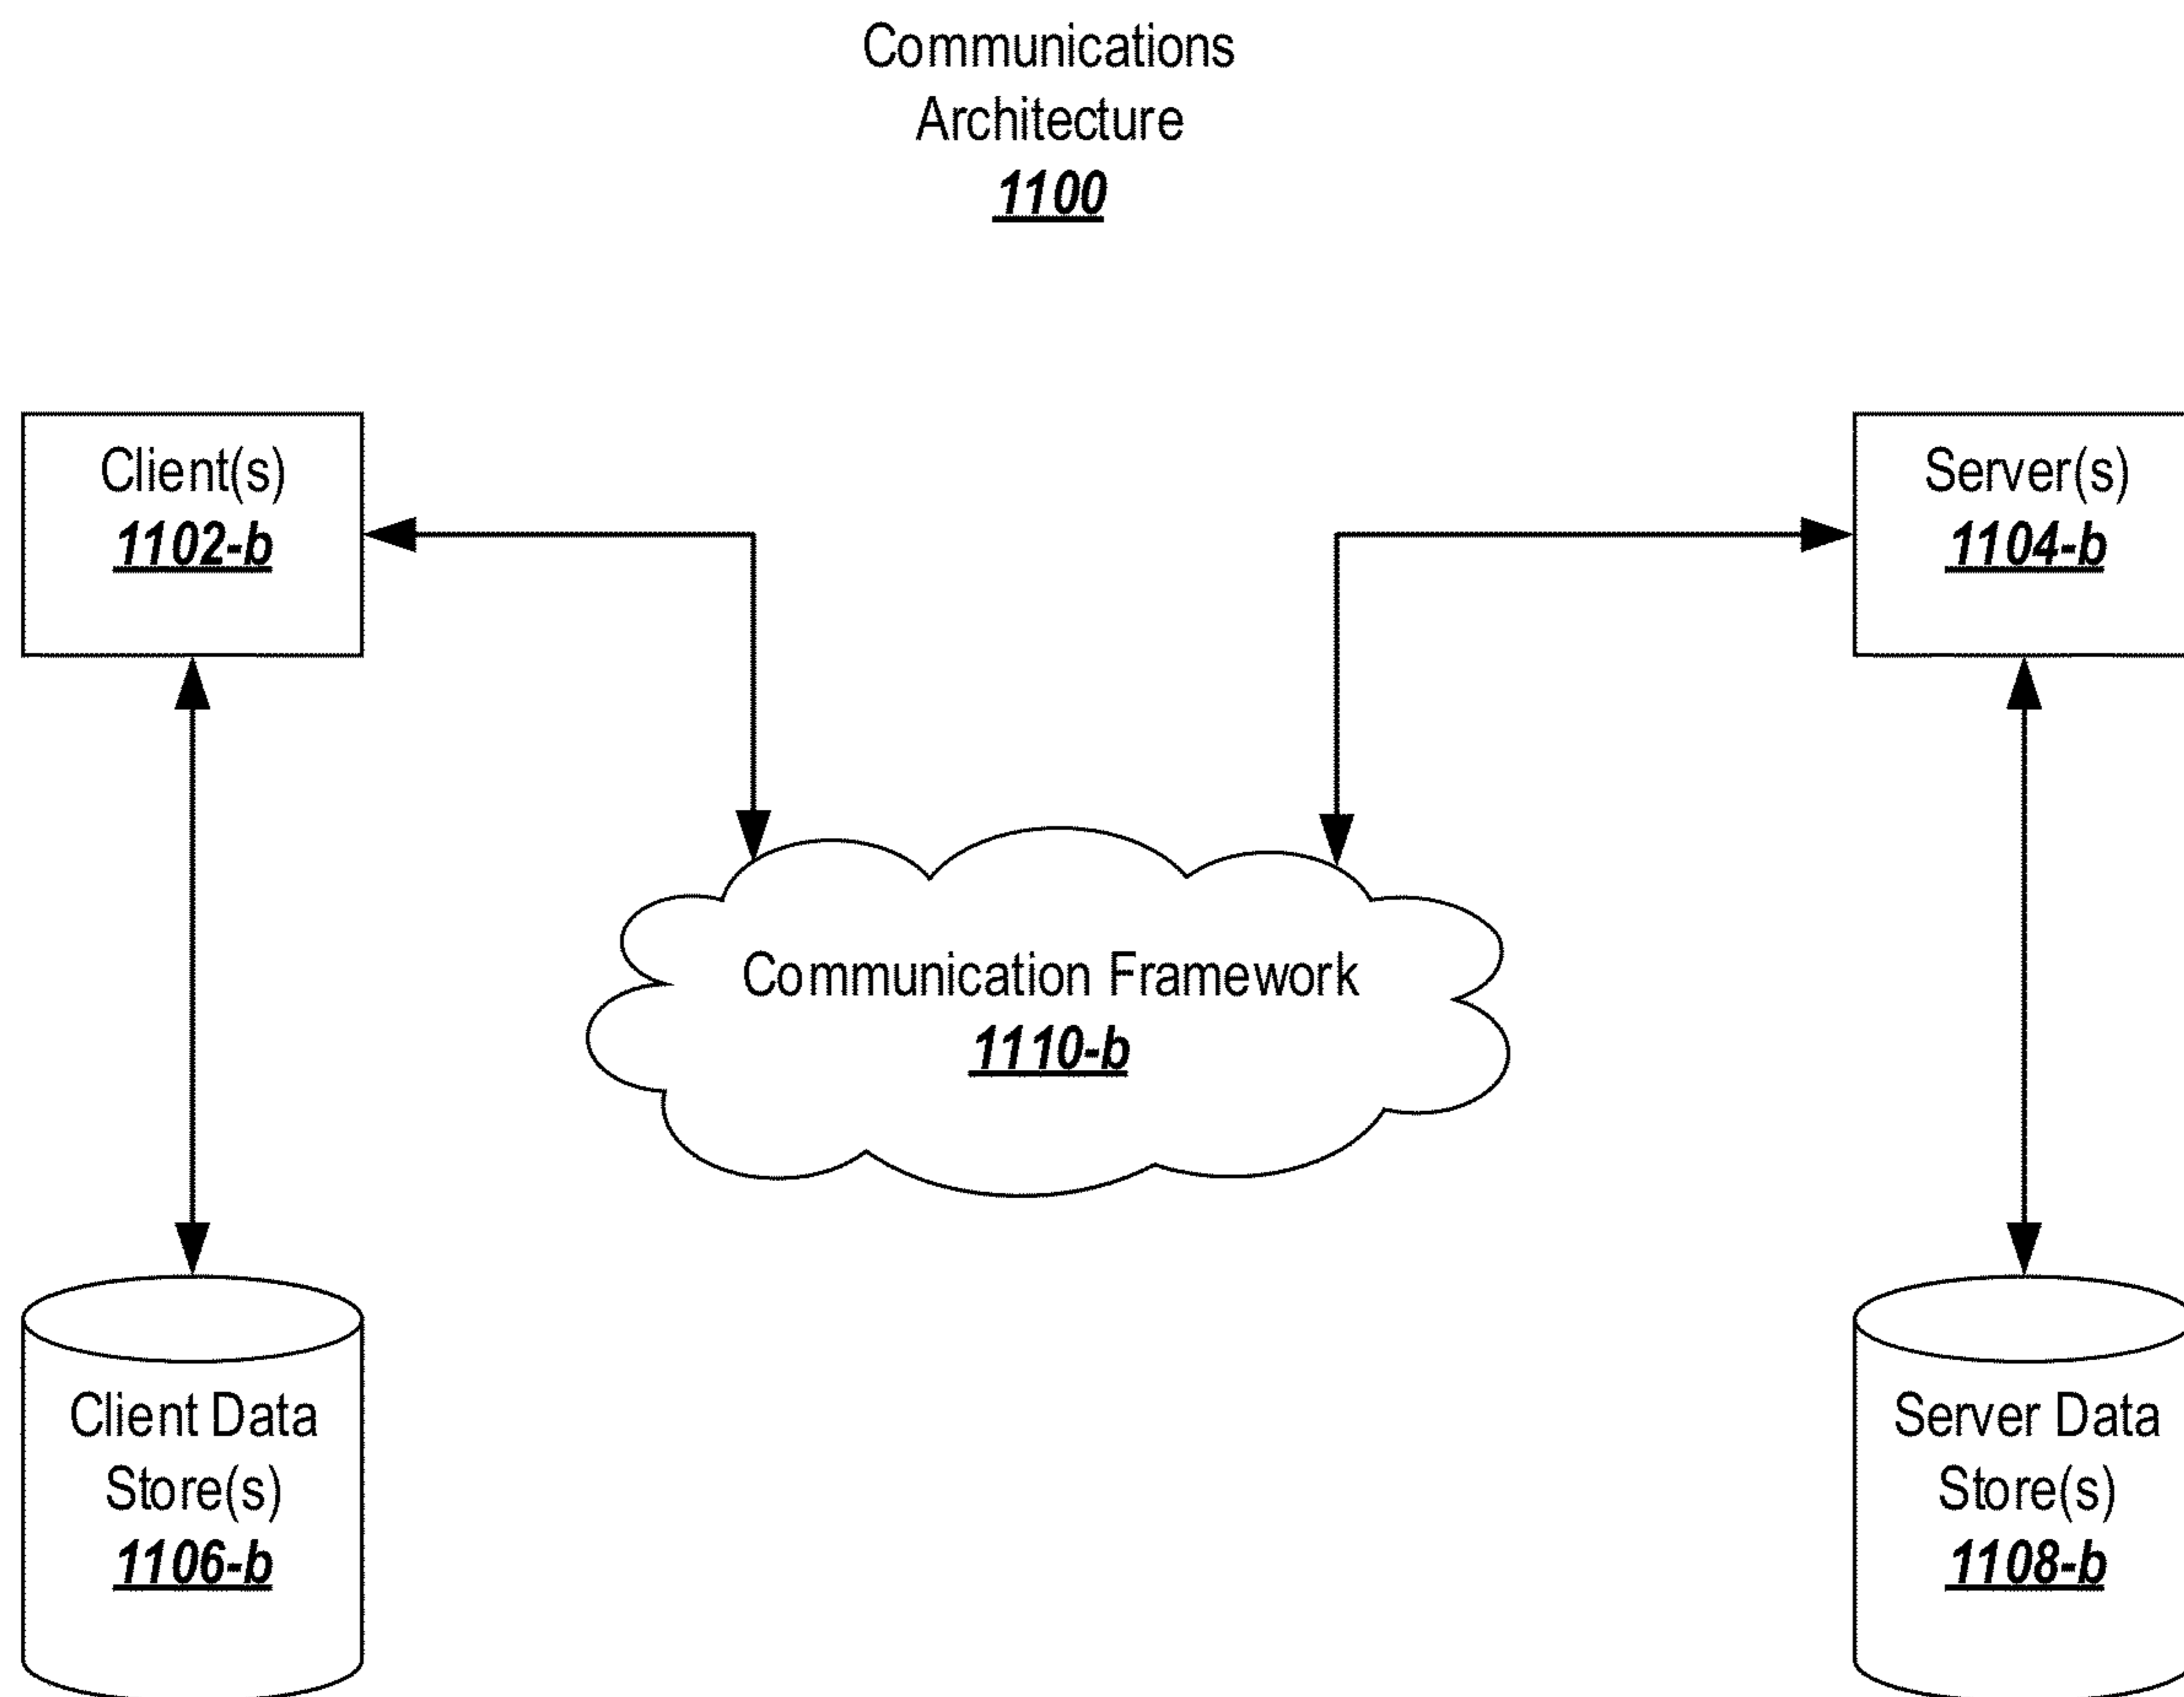 Communications
Architecture
1100
Client(s)
1102-b
Server(s)
1104-b
Communication Framework
1110-b
Client Data
Store(s)
1106-b
Server Data
Store(s)
1108-b